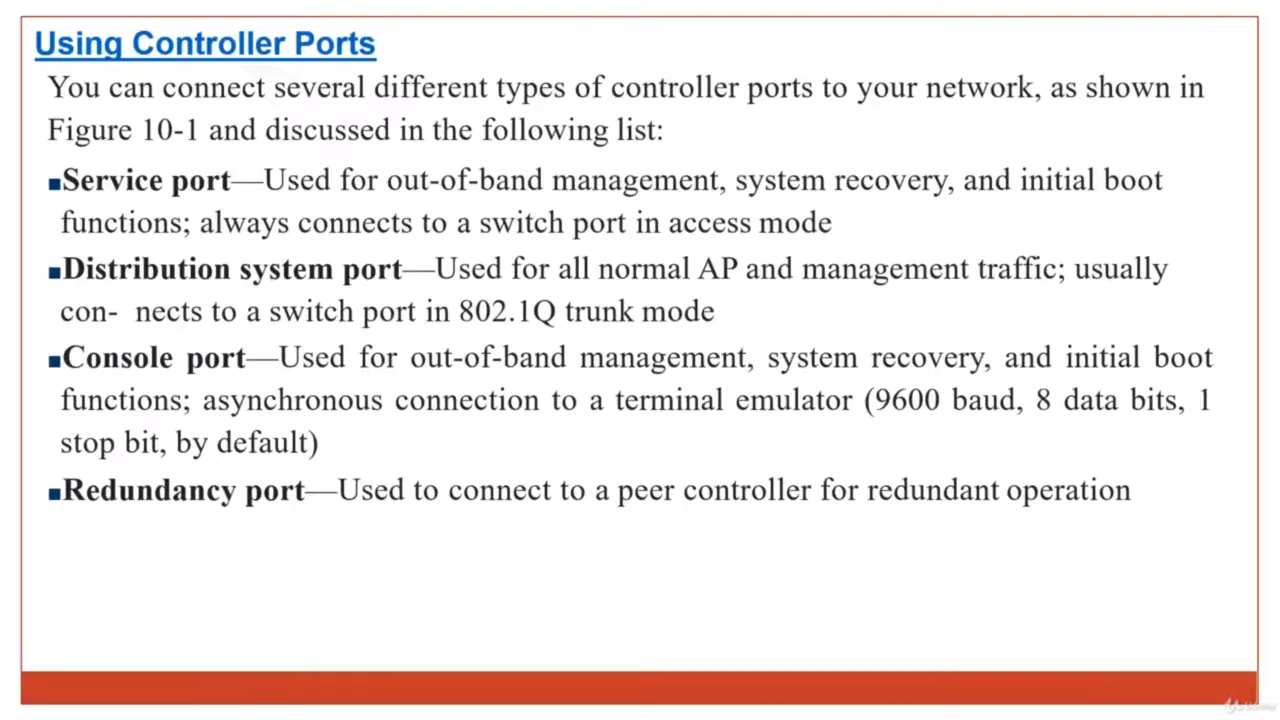 Using Controller Ports
You can connect several different types of controller ports to your network, as shown in
Figure 10-1 and discussed in the following list:
■Service port—Used for out-of-band management, system recovery, and initial boot
functions; always connects to a switch port in access mode
■Distribution system port—Used for all normal AP and management traffic; usually
con- nects to a switch port in 802.1Q trunk mode
■Console port—Used for out-of-band management, system recovery, and initial boot
functions; asynchronous connection to a terminal emulator (9600 baud, 8 data bits, 1
stop bit, by default)
■Redundancy port—Used to connect to a peer controller for redundant operation
Udemy